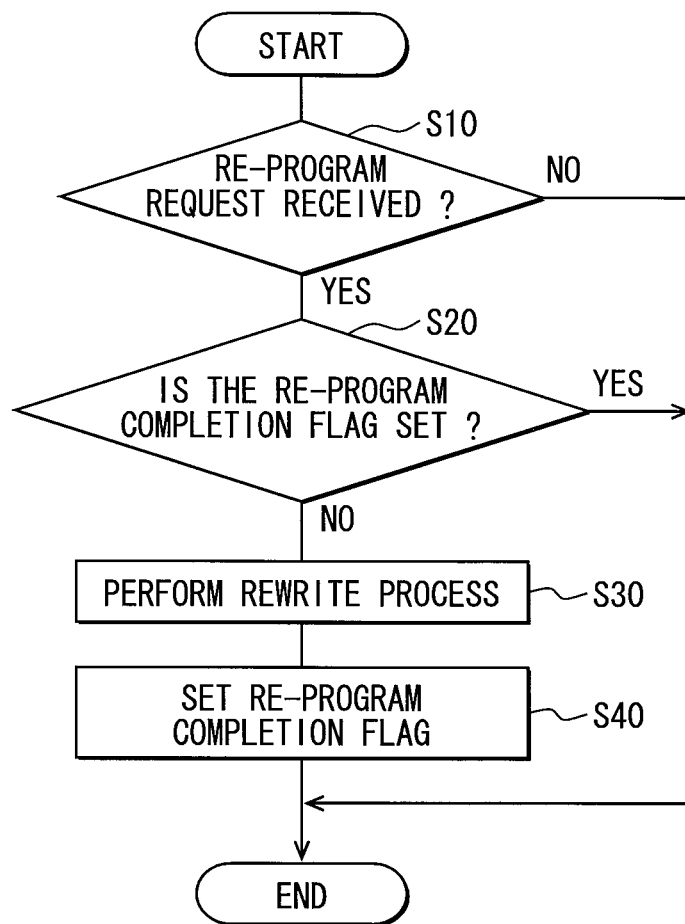 START
S10
RE-PROGRAM
REQUEST RECEIVED ?
NO
YES
S20
IS THE RE-PROGRAM
COMPLETION FLAG SET ?
YES
NO
PERFORM REWRITE PROCESS
S30
SET RE-PROGRAM
COMPLETION FLAG
S40
END